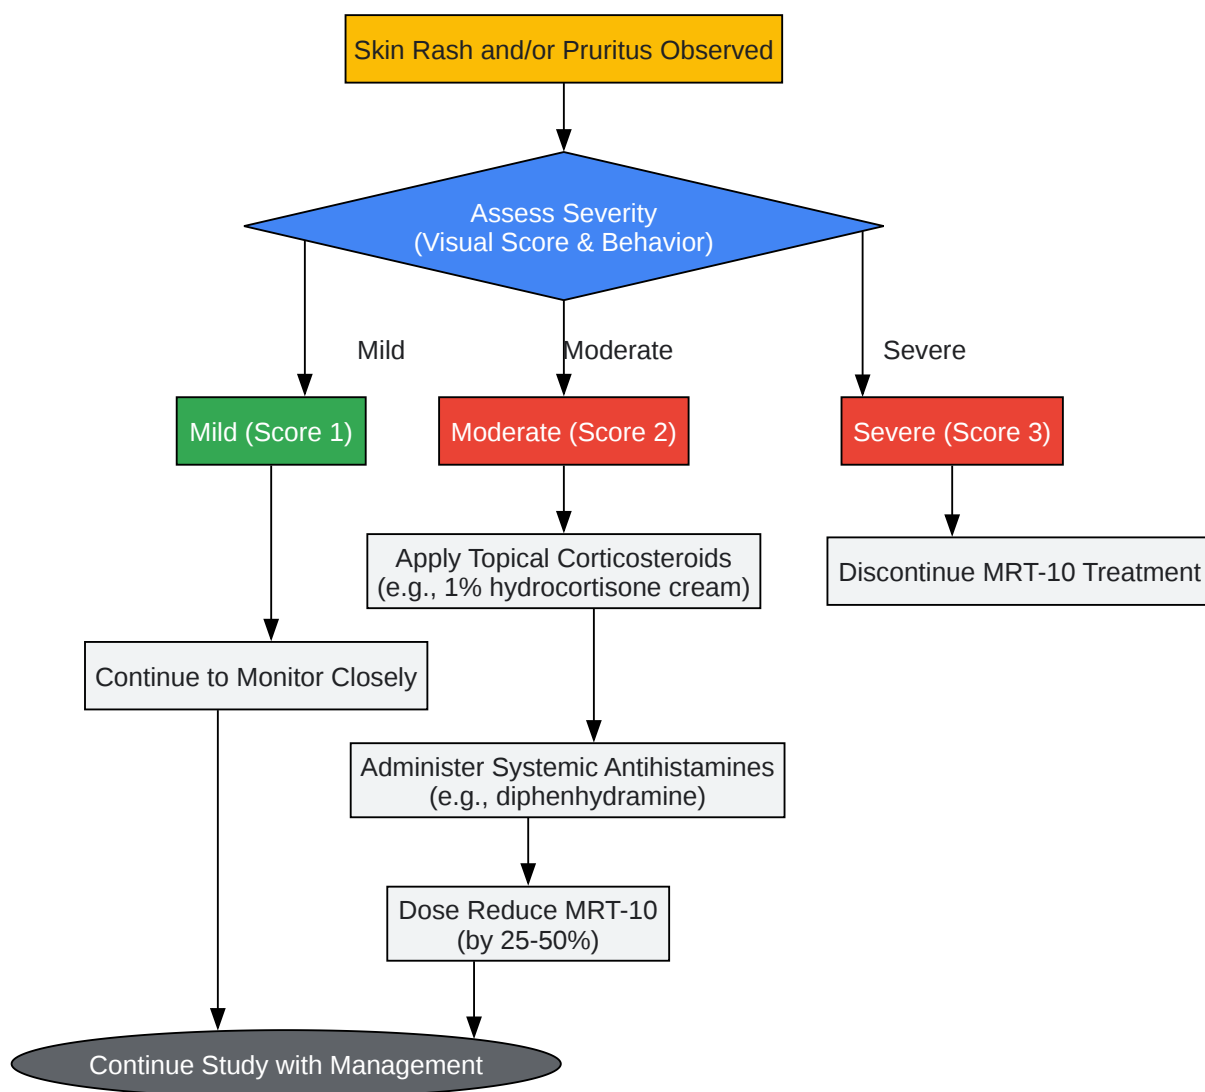 Skin Rash and/or Pruritus Observed
Assess Severity
(Visual Score & Behavior)
Mild
Moderate
Severe
Mild (Score 1)
Moderate (Score 2)
Severe (Score 3)
Apply Topical Corticosteroids
(e.g., 1% hydrocortisone cream)
Discontinue MRT-10 Treatment
Continue to Monitor Closely
Administer Systemic Antihistamines
(e.g., diphenhydramine)
Dose Reduce MRT-10
(by 25-50%)
Continue Study with Management